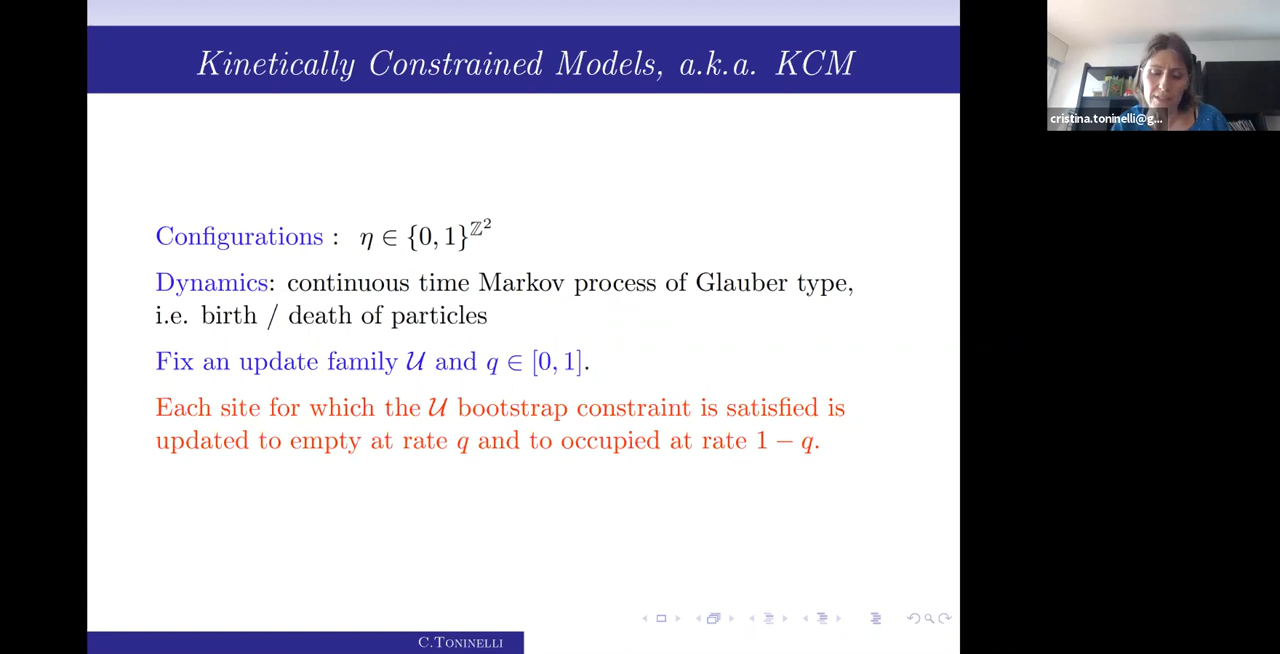 Kinetically Constrained Models, a.k.a. KCM
cristina.toninelli@g...
Configurations : η ∈ {0, 1}^{ℤ^2}
Dynamics: continuous time Markov process of Glauber type,
i.e. birth / death of particles
Fix an update family 𝒰 and q ∈ [0, 1].
Each site for which the 𝒰 bootstrap constraint is satisfied is
updated to empty at rate q and to occupied at rate 1 − q.
C.Toninelli